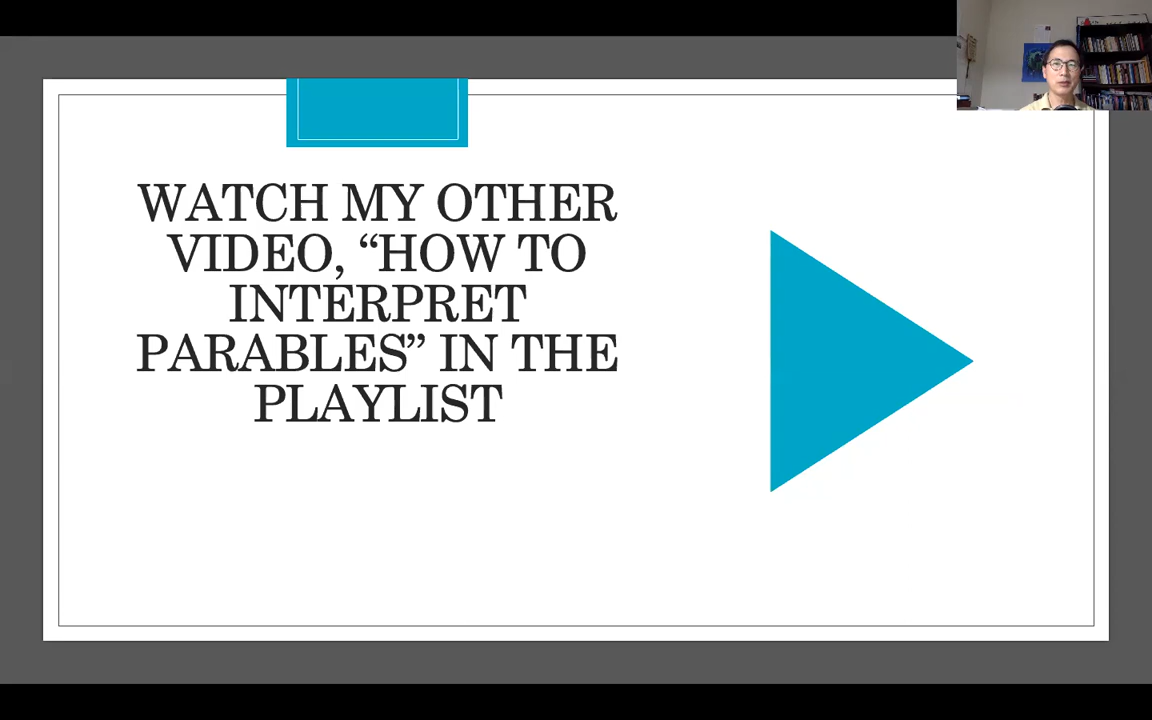 WATCH MY OTHER
VIDEO, “HOW TO
INTERPRET
PARABLES” IN THE
PLAYLIST